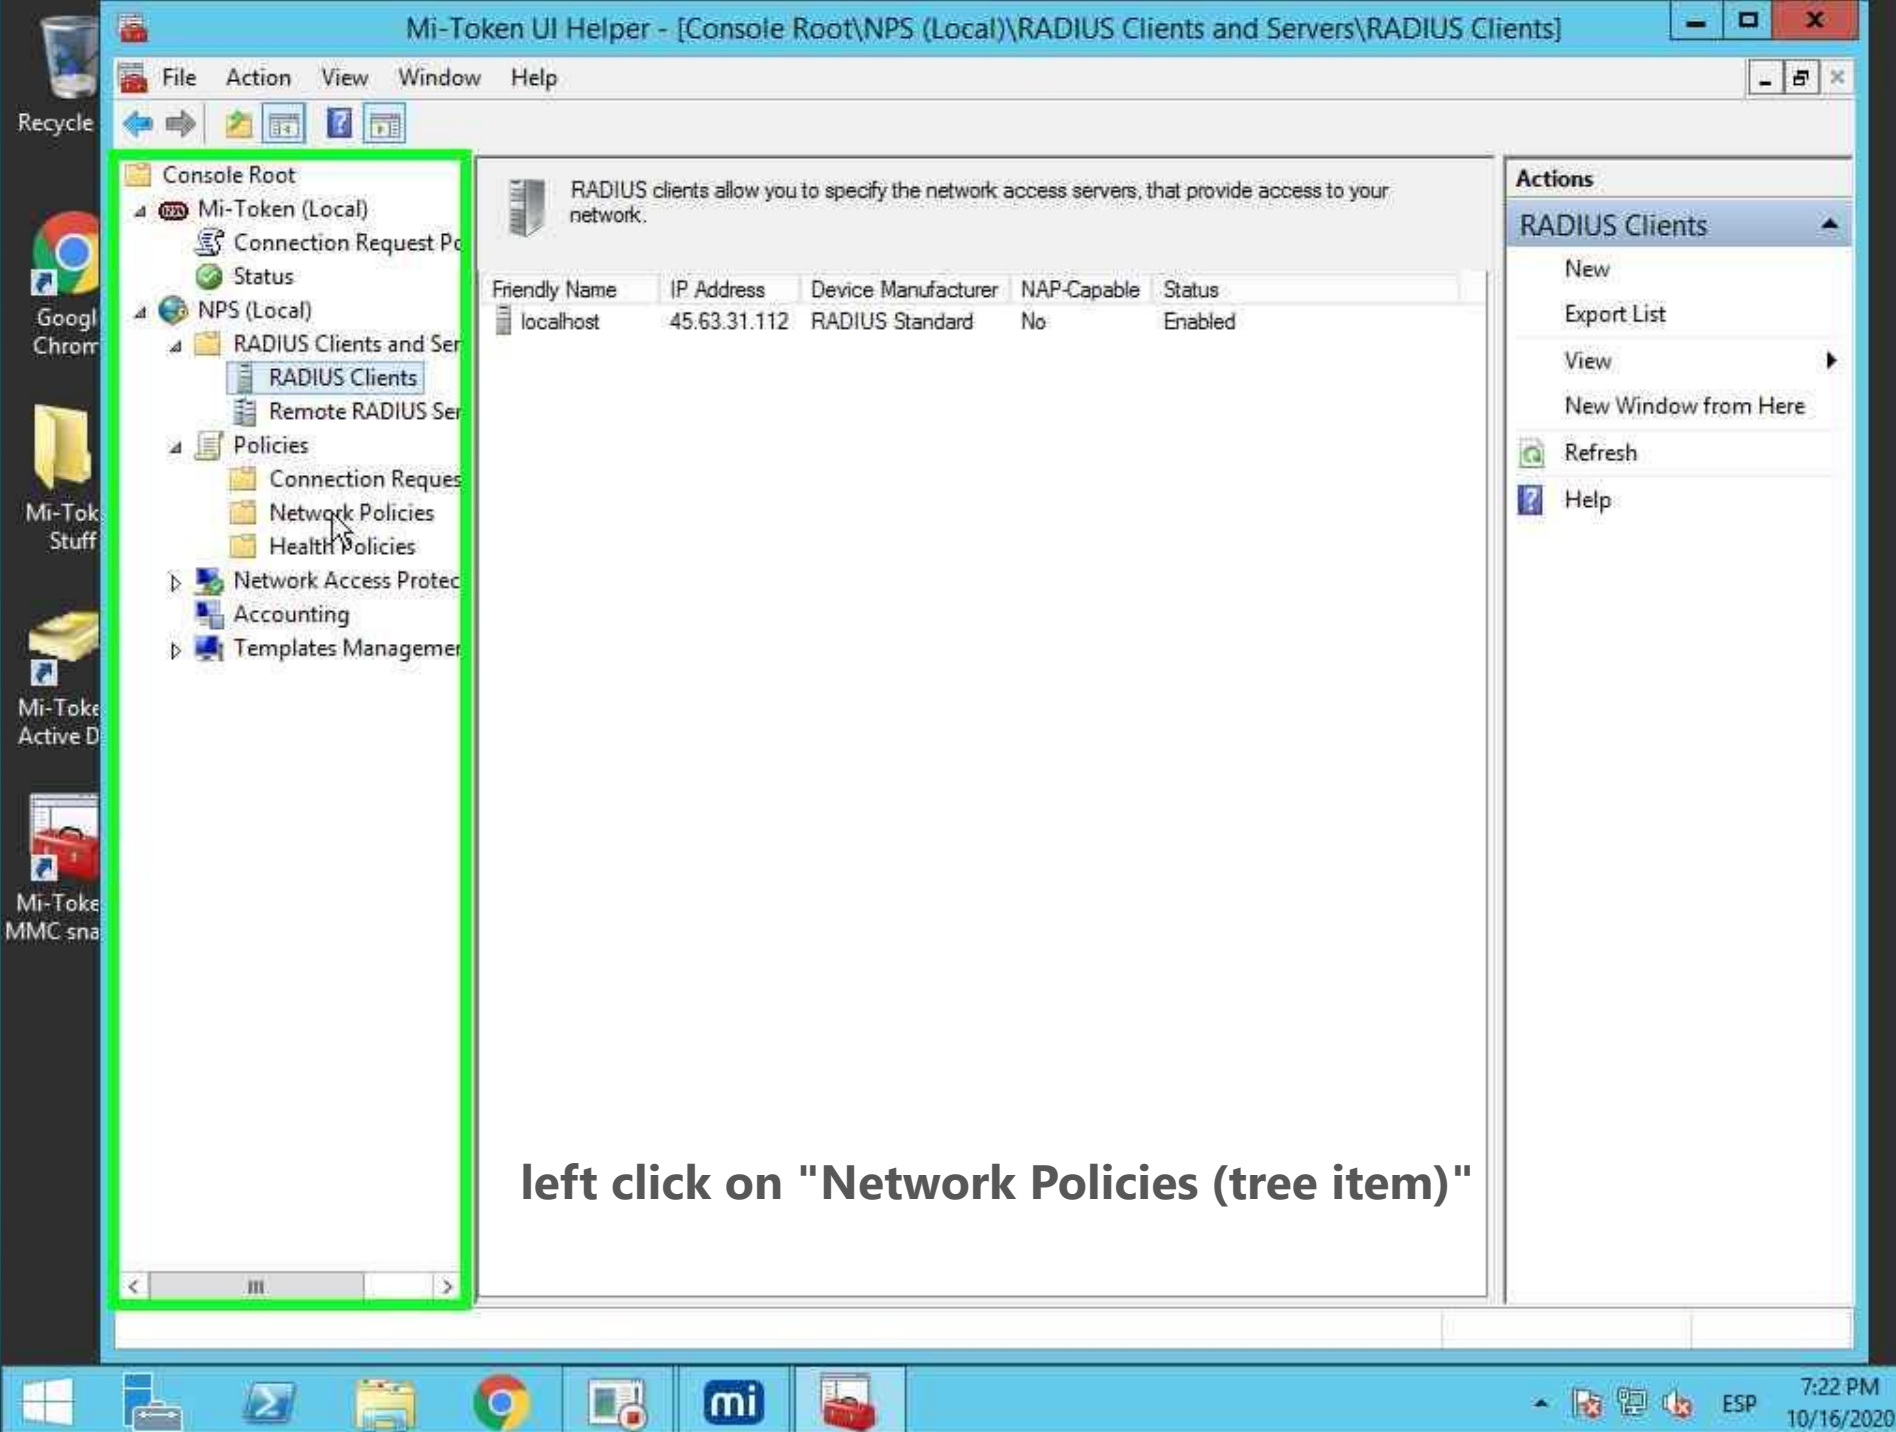 Mi-Token UI Helper - [Console Root\NPS (Local)\RADIUS Clients and Servers\RADIUS Clients]
File Action View Window Help
Recycle
Googl
Chrom
Mi-Tok
Stuff
Mi-Toke
Active D
Mi-Toke
MMC sna
Console Root
Mi-Token (Local)
Connection Request Po
Status
NPS (Local)
RADIUS Clients and Ser
RADIUS Clients
Remote RADIUS Ser
Policies
Connection Reques
Network Policies
Health Policies
Network Access Protec
Accounting
Templates Managemer
RADIUS clients allow you to specify the network access servers, that provide access to your
network.
Friendly Name IP Address Device Manufacturer NAP-Capable Status
localhost 45.63.31.112 RADIUS Standard No Enabled
left click on "Network Policies (tree item)"
Actions
RADIUS Clients
New
Export List
View
New Window from Here
Refresh
Help
mi
ESP
7:22 PM
10/16/2020